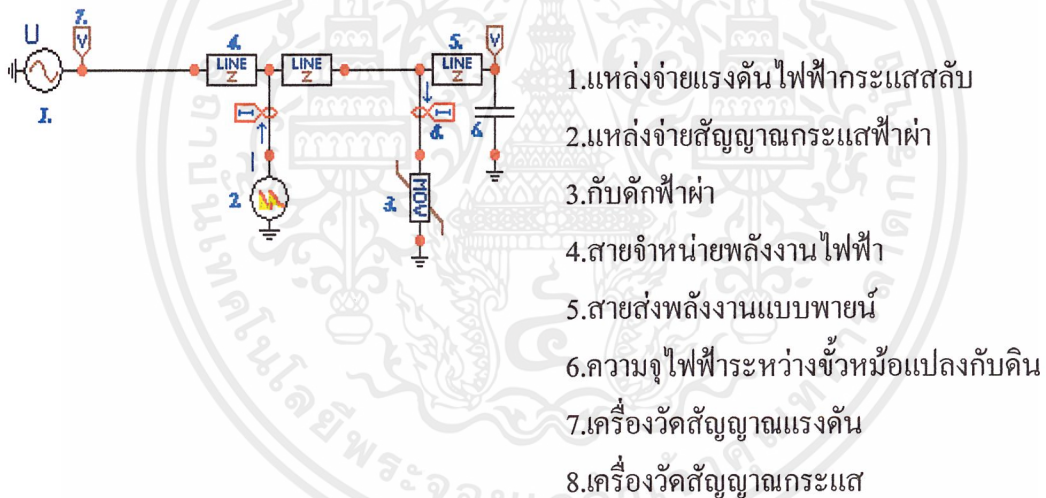 7.
U V 4. 5. V
LINE Z LINE Z LINE Z
1.
I 8. I 6.
I
2 3. MOV
1.แหล่งจ่ายแรงดันไฟฟ้ากระแสสลับ
2.แหล่งจ่ายสัญญาณกระแสฟ้าผ่า
3.กับดักฟ้าผ่า
4.สายจำหน่ายพลังงานไฟฟ้า
5.สายส่งพลังงานแบบพายน์
6.ความจุไฟฟ้าระหว่างขั้วหม้อแปลงกับดิน
7.เครื่องวัดสัญญาณแรงดัน
8.เครื่องวัดสัญญาณกระแส